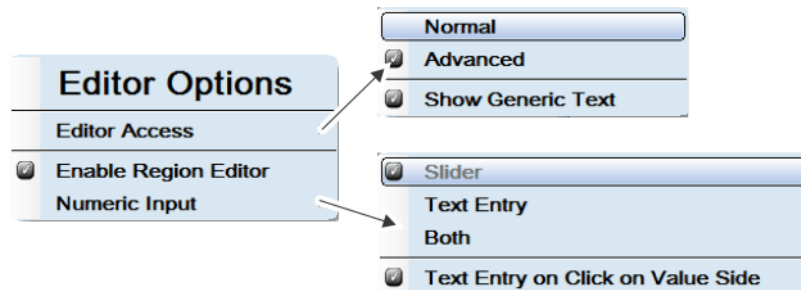 Editor Options
Editor Access
Enable Region Editor
Numeric Input
Normal
Advanced
Show Generic Text
Slider
Text Entry
Both
Text Entry on Click on Value Side